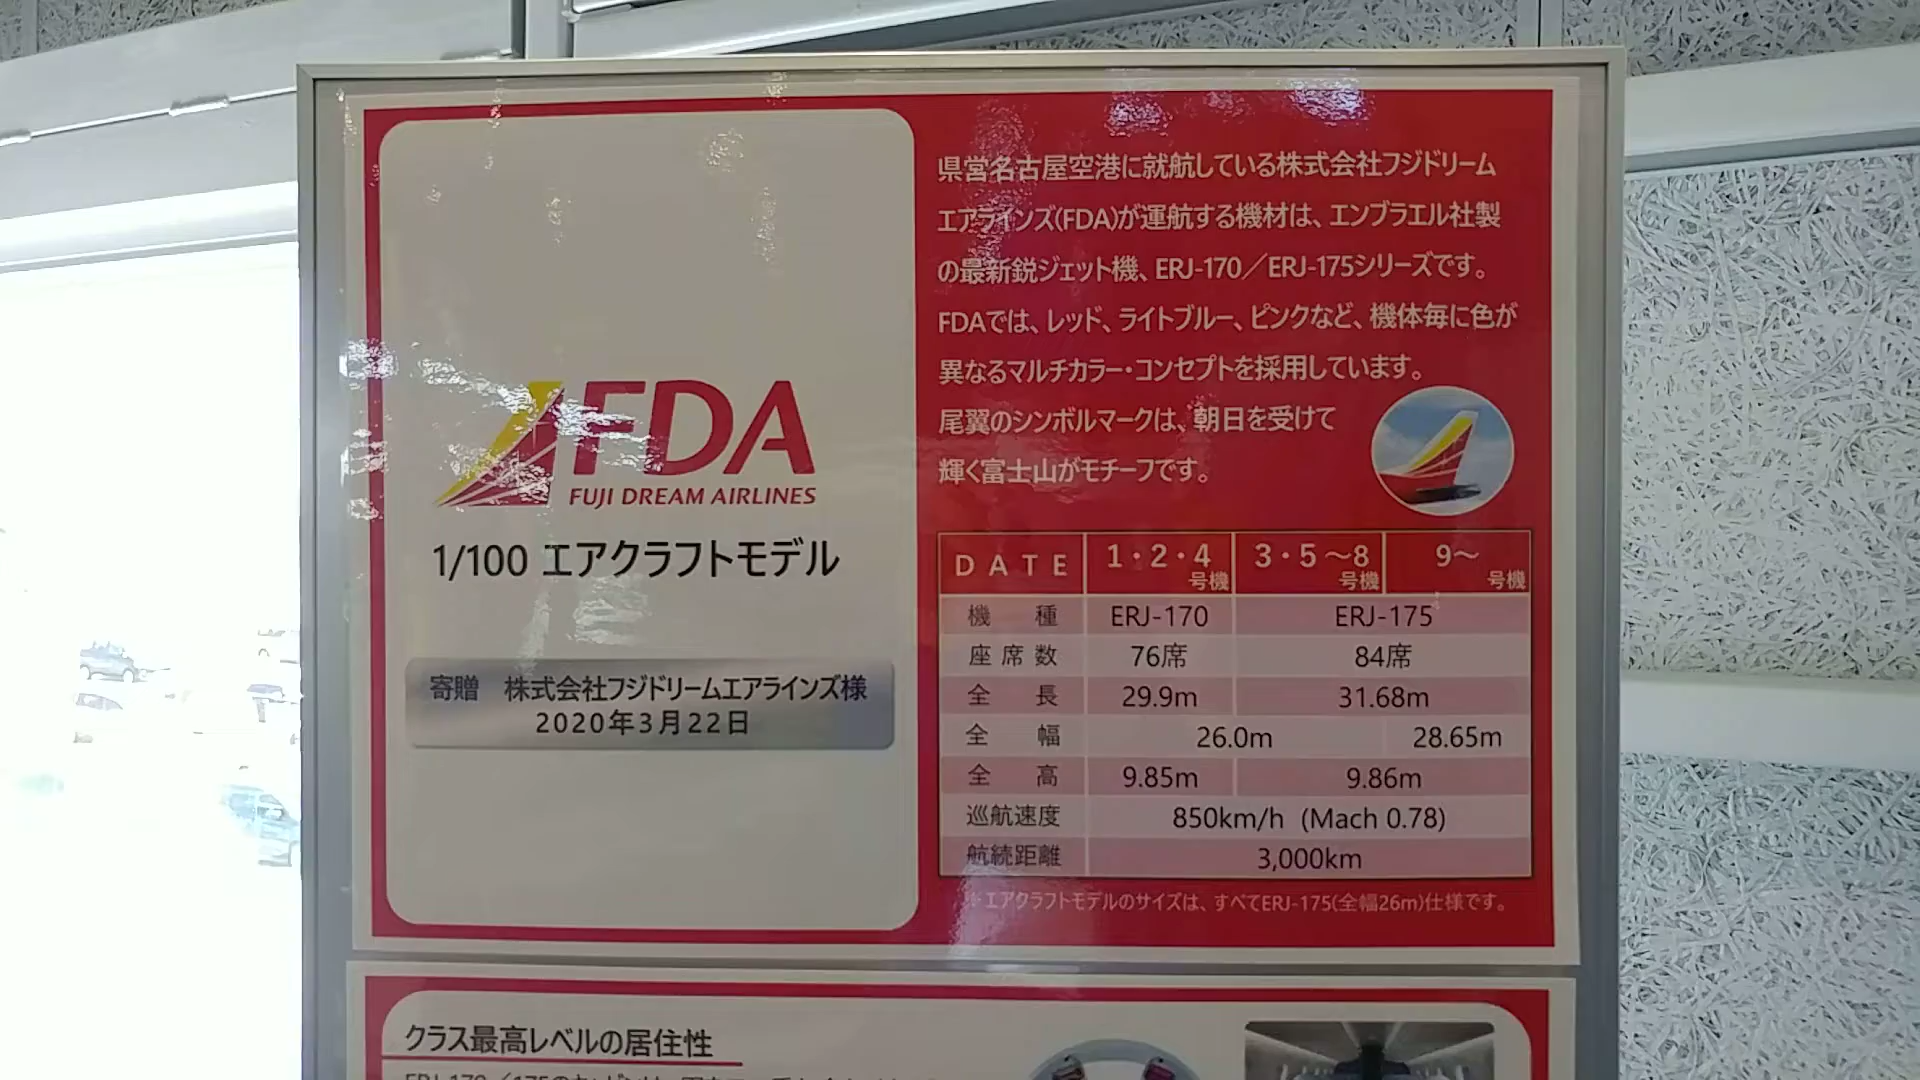 FDA
FUJI DREAM AIRLINES
1/100 エアクラフトモデル
寄贈 株式会社フジドリームエアラインズ様
2020年3月22日
県営名古屋空港に就航している株式会社フジドリーム
エアラインズ(FDA)が運航する機材は、エンブラエル社製
の最新鋭ジェット機、ERJ-170／ERJ-175シリーズです。
FDAでは、レッド、ライトブルー、ピンクなど、機体毎に色が
異なるマルチカラー・コンセプトを採用しています。
尾翼のシンボルマークは、朝日を受けて
輝く富士山がモチーフです。
DATE 1・2・4号機 3・5～8号機 9～号機
機種 ERJ-170 ERJ-175
座席数 76席 84席
全長 29.9m 31.68m
全幅 26.0m 28.65m
全高 9.85m 9.86m
巡航速度 850km/h (Mach 0.78)
航続距離 3,000km
※エアクラフトモデルのサイズは、すべてERJ-175(全幅26m)仕様です。
クラス最高レベルの居住性